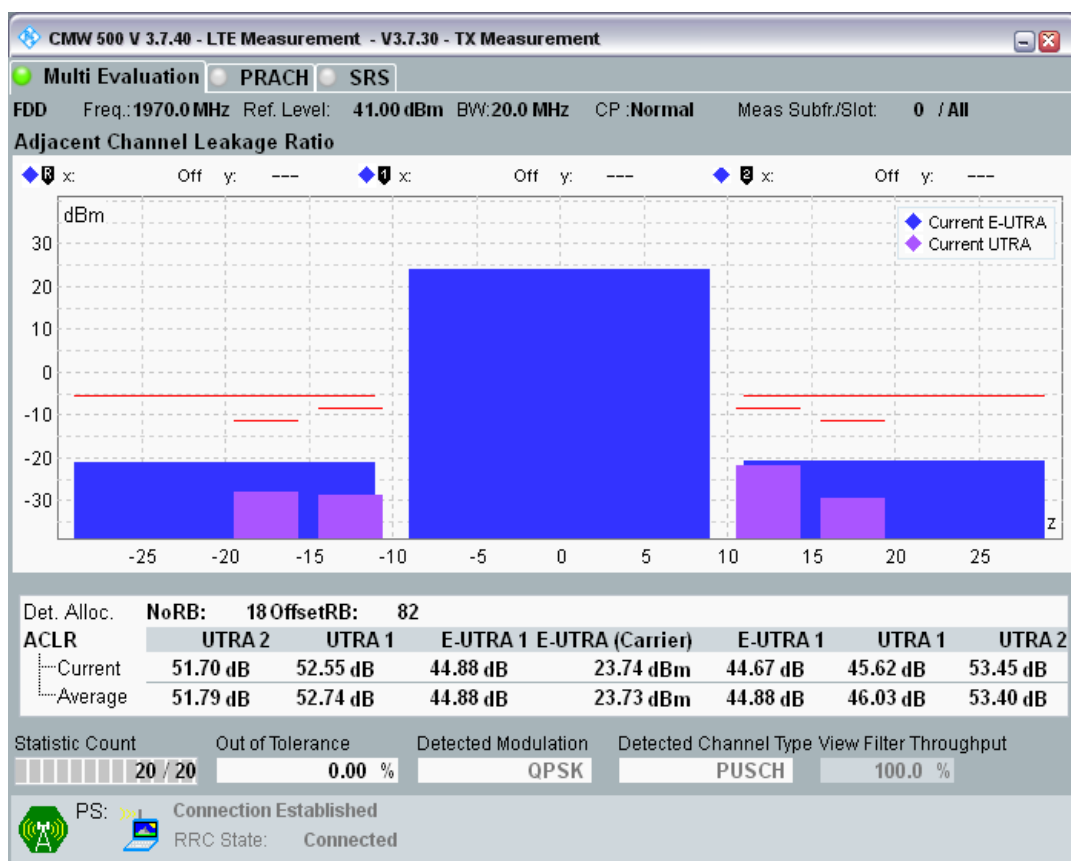 CMW 500 V 3.7.40 - LTE Measurement - V3.7.30 - TX Measurement
Multi Evaluation PRACH SRS
FDD Freq.: 1970.0 MHz Ref. Level: 41.00 dBm BW: 20.0 MHz CP : Normal Meas Subfr./Slot: 0 / All
Adjacent Channel Leakage Ratio
R x: Off y: --- 1 x: Off y: --- 2 x: Off y: ---
dBm
Current E-UTRA
Current UTRA
30
20
10
0
-10
-20
-30
z
-25 -20 -15 -10 -5 0 5 10 15 20 25
Det. Alloc. NoRB: 18 OffsetRB: 82
ACLR UTRA 2 UTRA 1 E-UTRA 1 E-UTRA (Carrier) E-UTRA 1 UTRA 1 UTRA 2
Current 51.70 dB 52.55 dB 44.88 dB 23.74 dBm 44.67 dB 45.62 dB 53.45 dB
Average 51.79 dB 52.74 dB 44.88 dB 23.73 dBm 44.88 dB 46.03 dB 53.40 dB
Statistic Count Out of Tolerance Detected Modulation Detected Channel Type View Filter Throughput
20 / 20 0.00 % QPSK PUSCH 100.0 %
PS: Connection Established
RRC State: Connected